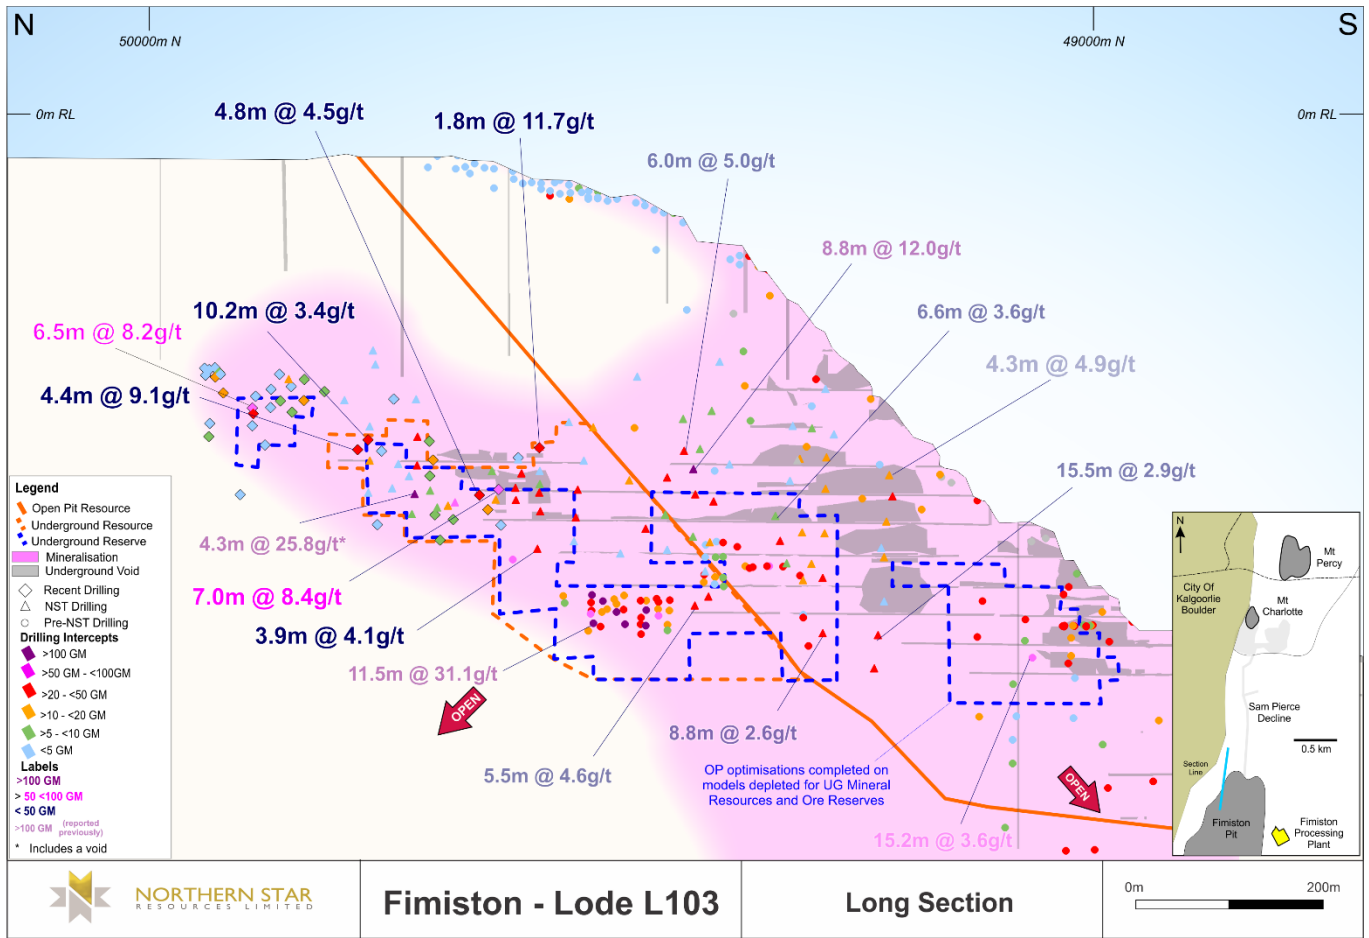 N
S
50000m N
49000m N
0m RL
0m RL
4.8m @ 4.5g/t
1.8m @ 11.7g/t
6.0m @ 5.0g/t
8.8m @ 12.0g/t
10.2m @ 3.4g/t
6.6m @ 3.6g/t
6.5m @ 8.2g/t
4.3m @ 4.9g/t
4.4m @ 9.1g/t
15.5m @ 2.9g/t
4.3m @ 25.8g/t*
7.0m @ 8.4g/t
3.9m @ 4.1g/t
11.5m @ 31.1g/t
OPEN
8.8m @ 2.6g/t
5.5m @ 4.6g/t
OP optimisations completed on
models depleted for UG Mineral
Resources and Ore Reserves
OPEN
15.2m @ 3.6g/t
Legend
Open Pit Resource
Underground Resource
Underground Reserve
Mineralisation
Underground Void
Recent Drilling
NST Drilling
Pre-NST Drilling
Drilling Intercepts
>100 GM
>50 GM - <100GM
>20 - <50 GM
>10 - <20 GM
>5 - <10 GM
<5 GM
Labels
>100 GM
> 50 <100 GM
< 50 GM
>100 GM (reported previously)
* Includes a void
N
Mt
Percy
City Of
Kalgoorlie
Boulder
Mt
Charlotte
Sam Pierce
Decline
0.5 km
Section
Line
Fimiston
Pit
Fimiston
Processing
Plant
NORTHERN STAR
RESOURCES LIMITED
Fimiston - Lode L103
Long Section
0m
200m